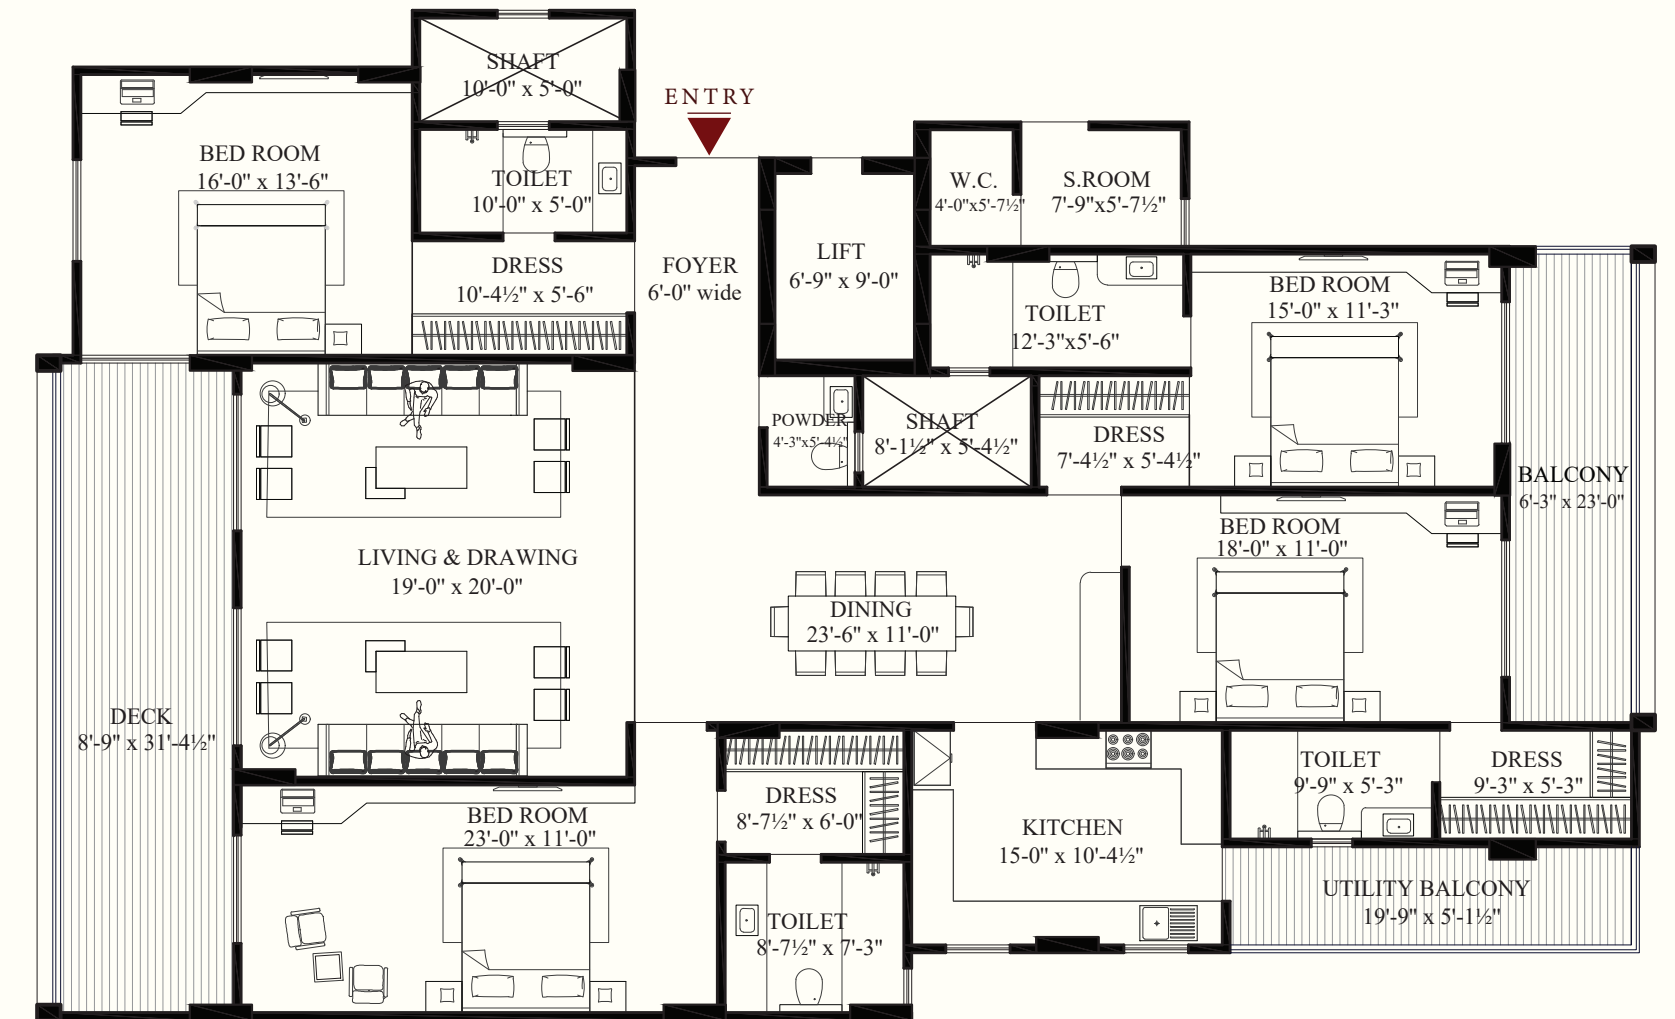 SHAFT
10'-0" x 5'-0"
ENTRY
BED ROOM
16'-0" x 13'-6"
TOILET
10'-0" x 5'-0"
W.C.
4'-0"x5'-7½"
S.ROOM
7'-9"x5'-7½"
DRESS
10'-4½" x 5'-6"
FOYER
6'-0" wide
LIFT
6'-9" x 9'-0"
TOILET
12'-3"x5'-6"
BED ROOM
15'-0" x 11'-3"
POWDER
4'-3"x5'-4½"
SHAFT
8'-1½" x 5'-4½"
DRESS
7'-4½" x 5'-4½"
BALCONY
6'-3" x 23'-0"
LIVING & DRAWING
19'-0" x 20'-0"
BED ROOM
18'-0" x 11'-0"
DINING
23'-6" x 11'-0"
DECK
8'-9" x 31'-4½"
BED ROOM
23'-0" x 11'-0"
DRESS
8'-7½" x 6'-0"
KITCHEN
15-0" x 10'-4½"
TOILET
9'-9" x 5'-3"
DRESS
9'-3" x 5'-3"
TOILET
8'-7½" x 7'-3"
UTILITY BALCONY
19'-9" x 5'-1½"